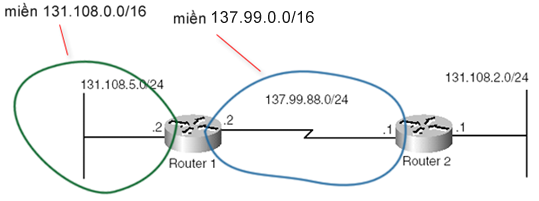 miền 131.108.0.0/16
miền 137.99.0.0/16
131.108.5.0/24
137.99.88.0/24
131.108.2.0/24
.2
.2
.1
.1
Router 1
Router 2